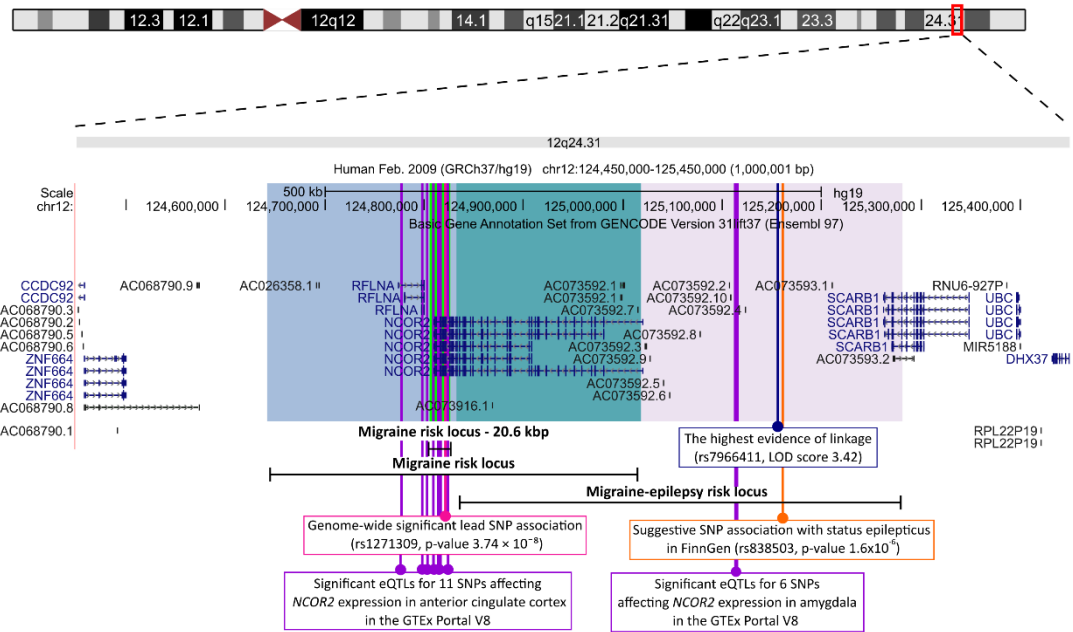 12.3 12.1 12q12 14.1 q15 21.1 21.2 q21.31 q22 q23.1 23.3 24.31
12q24.31
Human Feb. 2009 (GRCh37/hg19) chr12:124,450,000-125,450,000 (1,000,001 bp)
Scale 500 kb hg19
chr12: 124,600,000 124,700,000 124,800,000 124,900,000 125,000,000 125,100,000 125,200,000 125,300,000 125,400,000
Basic Gene Annotation Set from GENCODE Version 31lift37 (Ensembl 97)
CCDC92 AC068790.9 AC026358.1 RFLNA AC073592.1 AC073592.2 AC073593.1 RNU6-927P
CCDC92 RFLNA AC073592.1 AC073592.10 SCARB1 UBC
AC068790.3 RFLNA AC073592.7 AC073592.4 SCARB1 UBC
AC068790.2 NCOR2 SCARB1 UBC
AC068790.5 NCOR2 AC073592.8 SCARB1 UBC
AC068790.6 NCOR2 AC073592.3 SCARB1 MIR5188
ZNF664 NCOR2 AC073592.9 AC073593.2 DHX37
ZNF664 NCOR2
ZNF664 AC073592.5
ZNF664 AC073592.6
AC068790.8 AC073916.1
AC068790.1 RPL22P19
RPL22P19
Migraine risk locus - 20.6 kbp
The highest evidence of linkage
(rs7966411, LOD score 3.42)
Migraine risk locus
Migraine-epilepsy risk locus
Genome-wide significant lead SNP association
(rs1271309, p-value 3.74 × 10⁻⁸)
Suggestive SNP association with status epilepticus
in FinnGen (rs838503, p-value 1.6x10⁻⁶)
Significant eQTLs for 11 SNPs affecting
NCOR2 expression in anterior cingulate cortex
in the GTEx Portal V8
Significant eQTLs for 6 SNPs
affecting NCOR2 expression in amygdala
in the GTEx Portal V8